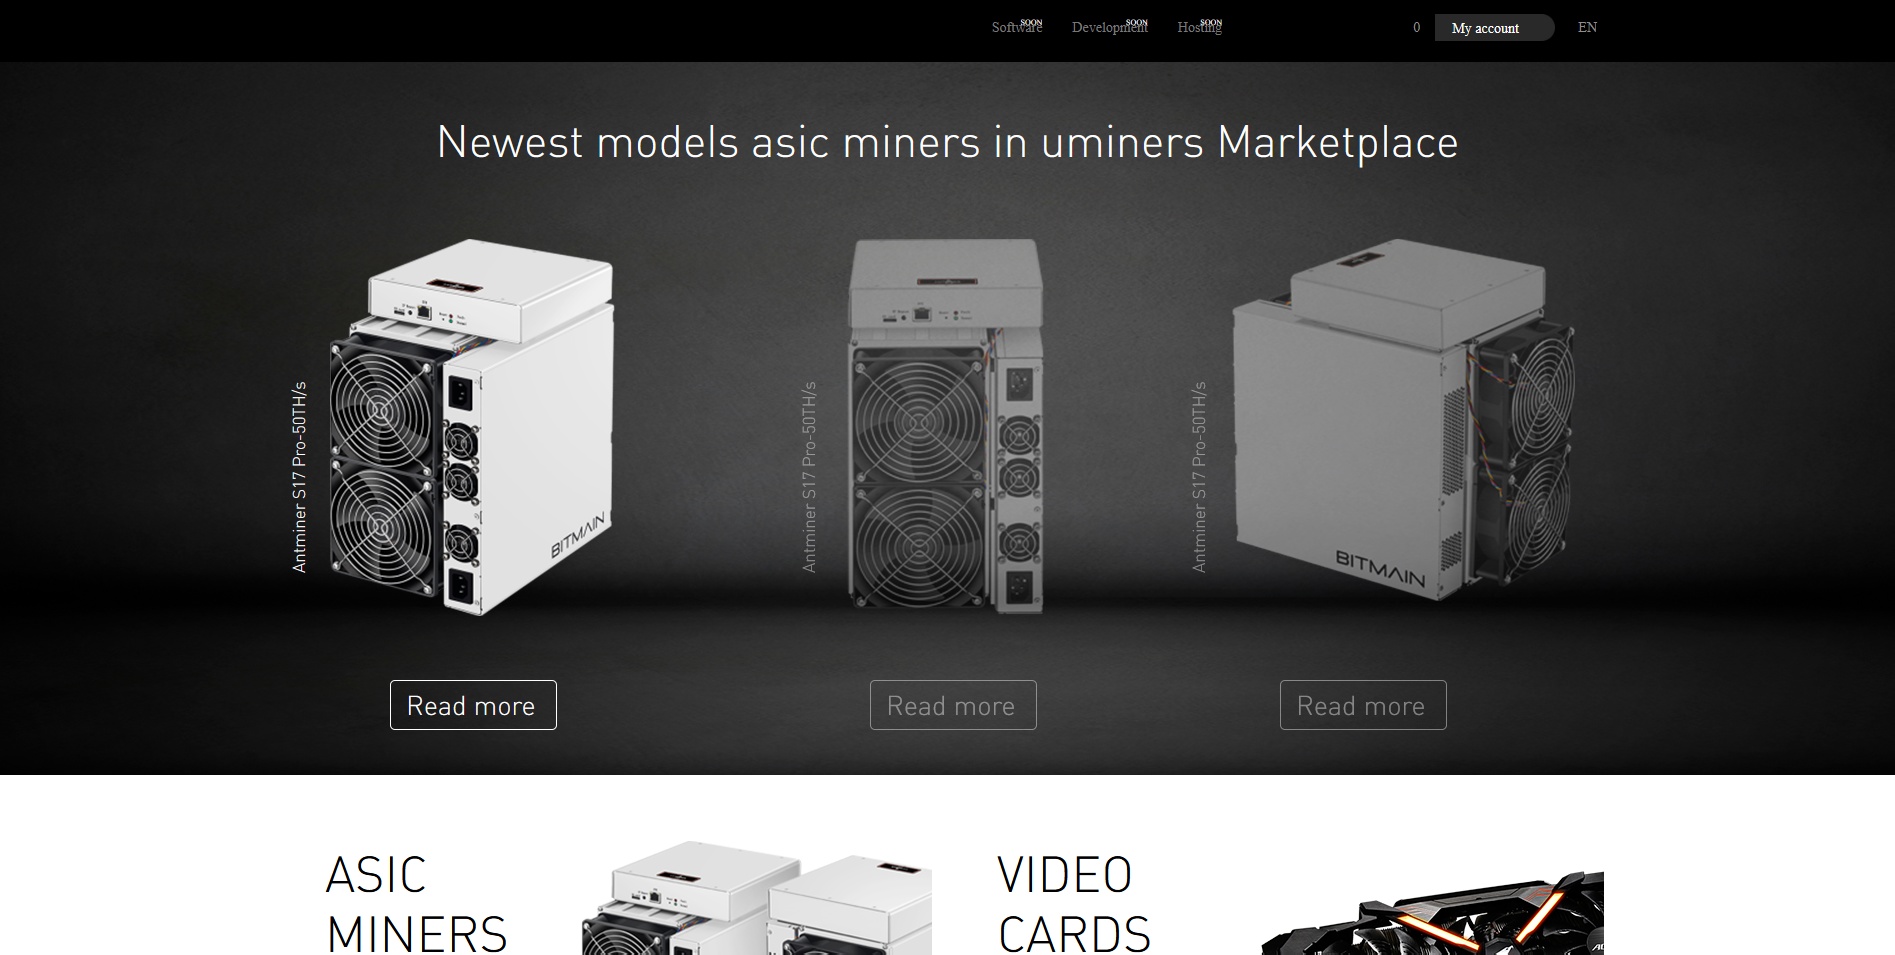 Software SOON Development SOON Hosting SOON 0 My account EN
Newest models asic miners in uminers Marketplace
Antminer S17 Pro-50TH/s
BITMAIN
Antminer S17 Pro-50TH/s
Antminer S17 Pro-50TH/s
BITMAIN
Read more
Read more
Read more
ASIC
MINERS
VIDEO
CARDS